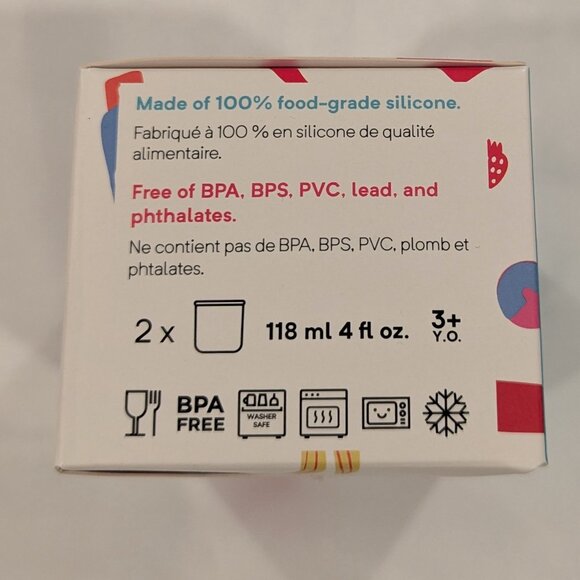 Made of 100% food-grade silicone.
Fabriqué à 100 % en silicone de qualité
alimentaire.
Free of BPA, BPS, PVC, lead, and
phthalates.
Ne contient pas de BPA, BPS, PVC, plomb et
phtalates.
2 x 118 ml 4 fl oz. 3+
Y.O.
BPA
FREE
WASHER
SAFE